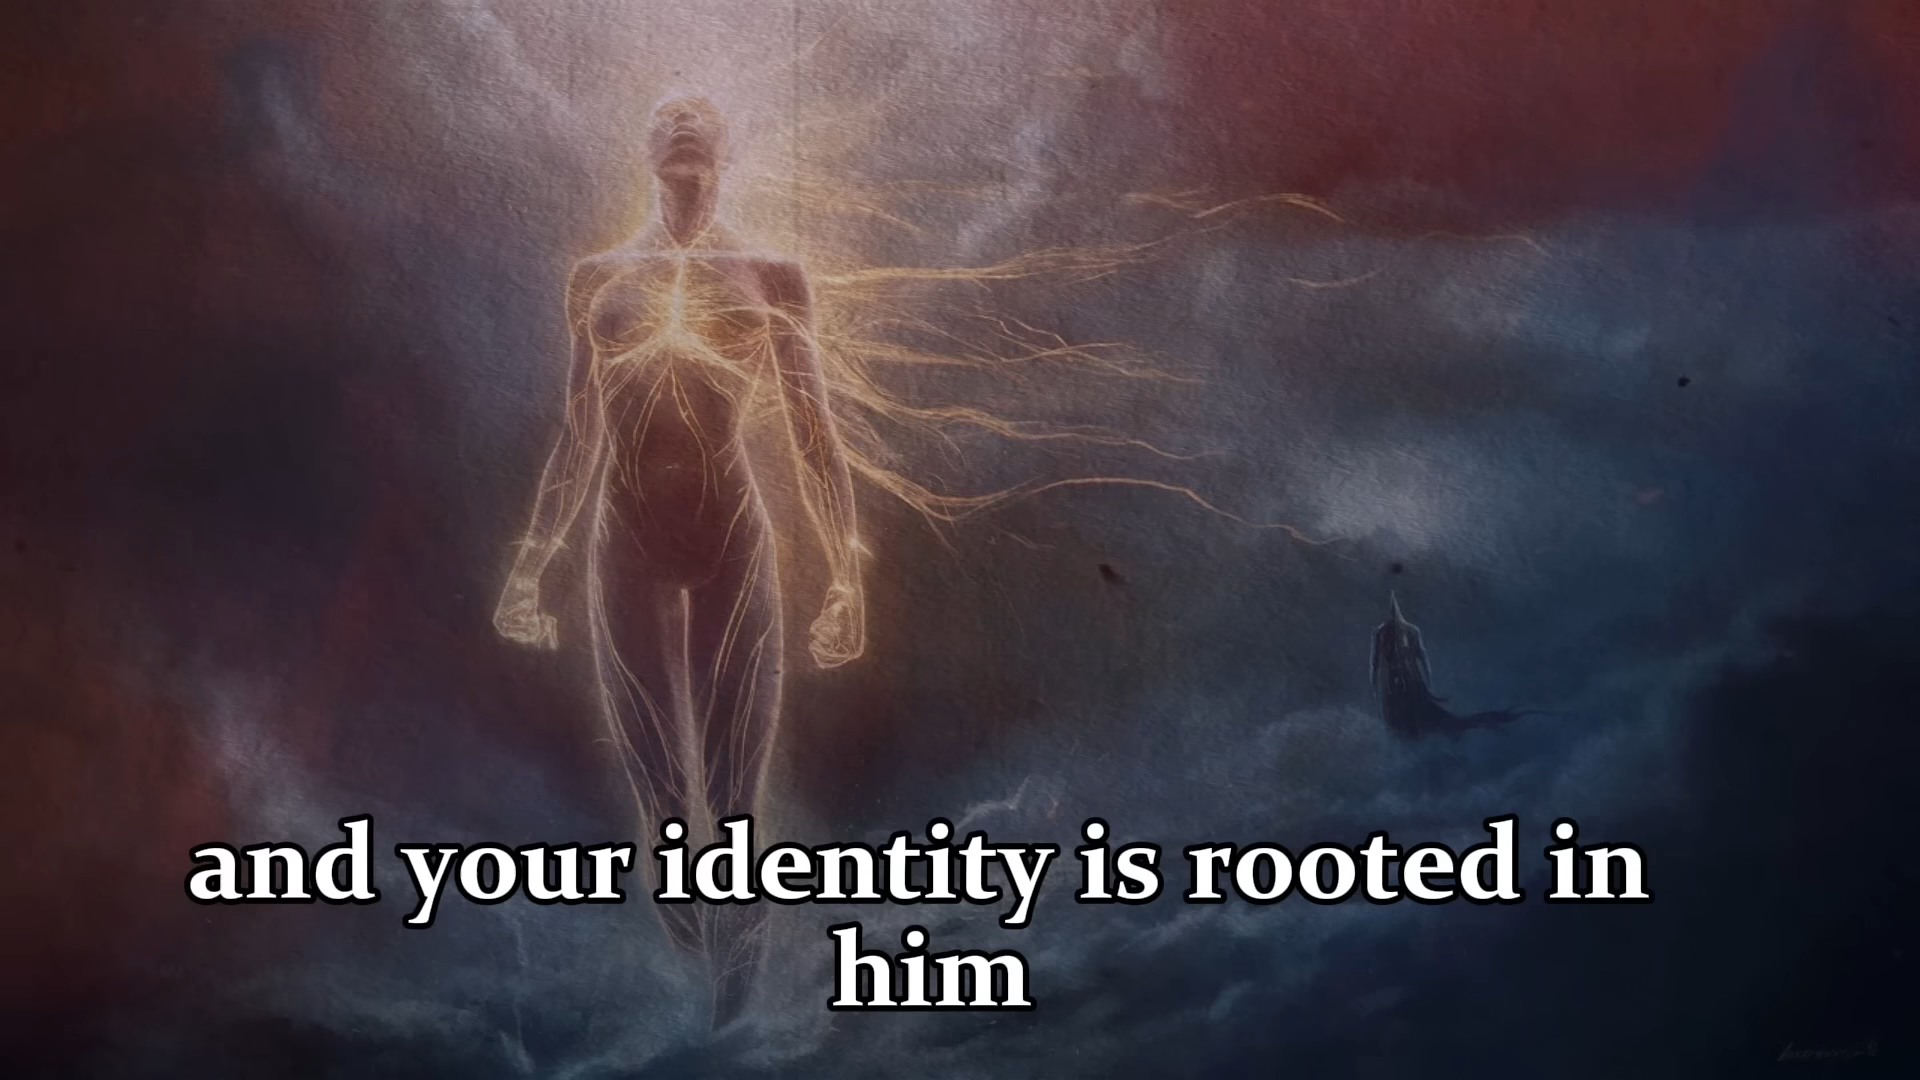 and your identity is rooted in
him